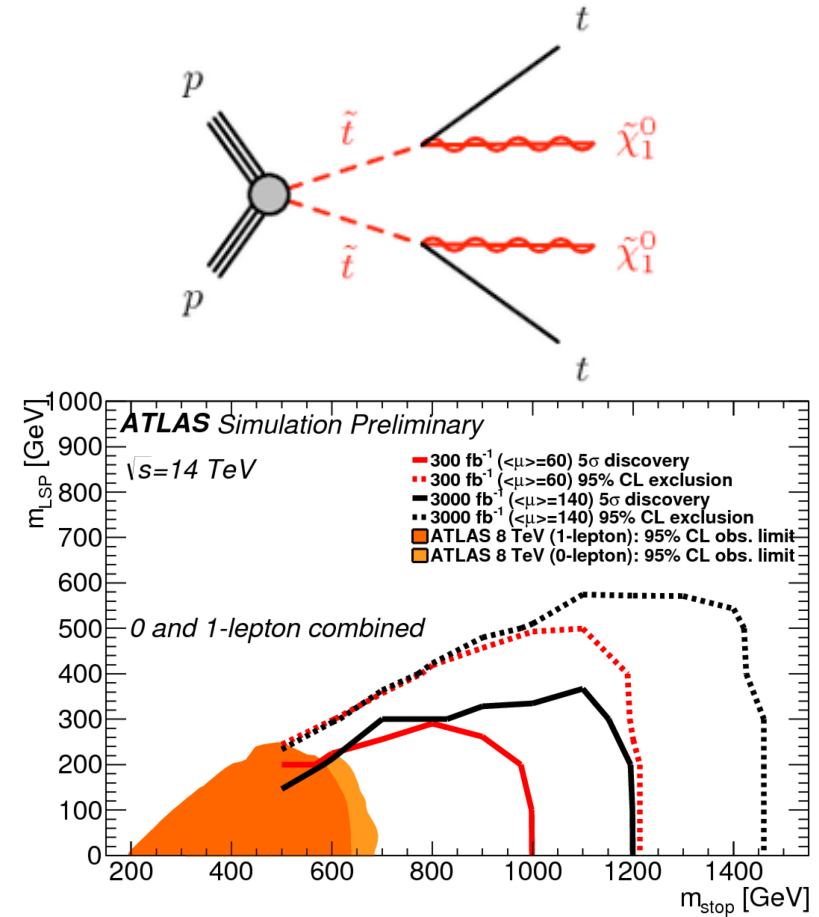 t
p
t̃
χ̃⁰₁
t̃
χ̃⁰₁
p
t
m_LSP [GeV]
1000
900
800
700
600
500
400
300
200
100
0
ATLAS Simulation Preliminary
√s=14 TeV
300 fb⁻¹ (<μ>=60) 5σ discovery
300 fb⁻¹ (<μ>=60) 95% CL exclusion
3000 fb⁻¹ (<μ>=140) 5σ discovery
3000 fb⁻¹ (<μ>=140) 95% CL exclusion
ATLAS 8 TeV (1-lepton): 95% CL obs. limit
ATLAS 8 TeV (0-lepton): 95% CL obs. limit
0 and 1-lepton combined
200 400 600 800 1000 1200 1400
m_stop [GeV]